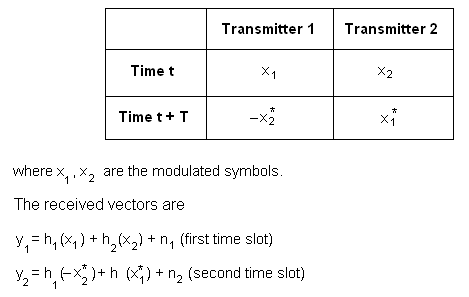 Transmitter 1 Transmitter 2
Time t x₁ x₂
Time t + T –x₂* x₁*
where x₁, x₂ are the modulated symbols.
The received vectors are
y₁ = h₁(x₁) + h₂(x₂) + n₁ (first time slot)
y₂ = h₁(–x₂*) + h (x₁*) + n₂ (second time slot)